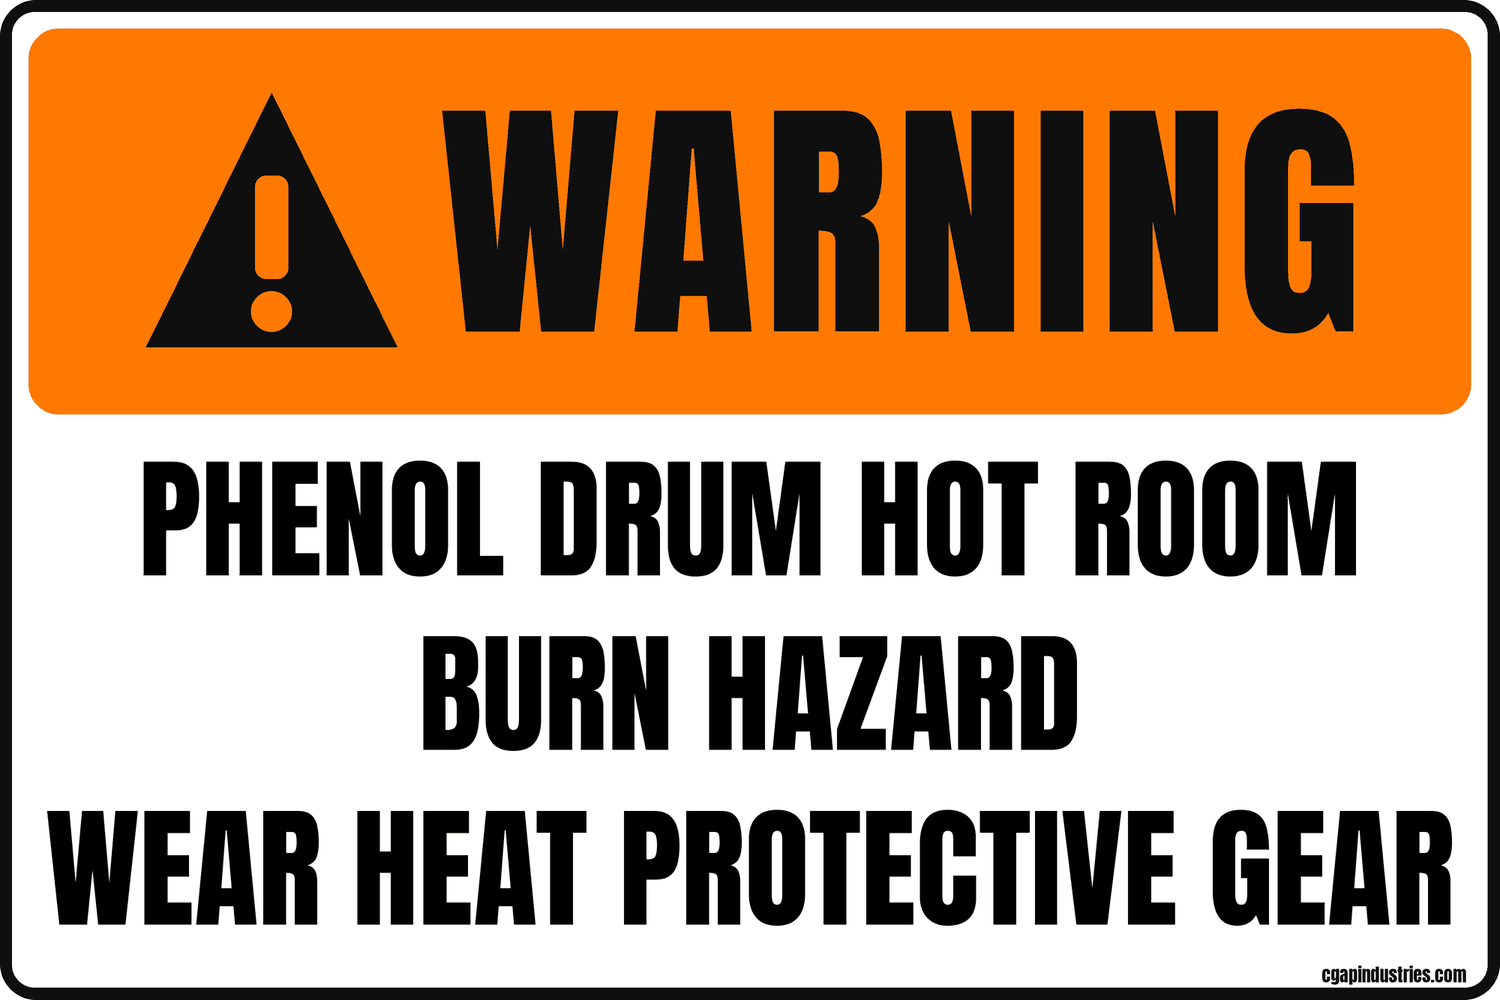 WARNING
PHENOL DRUM HOT ROOM
BURN HAZARD
WEAR HEAT PROTECTIVE GEAR
cgapindustries.com